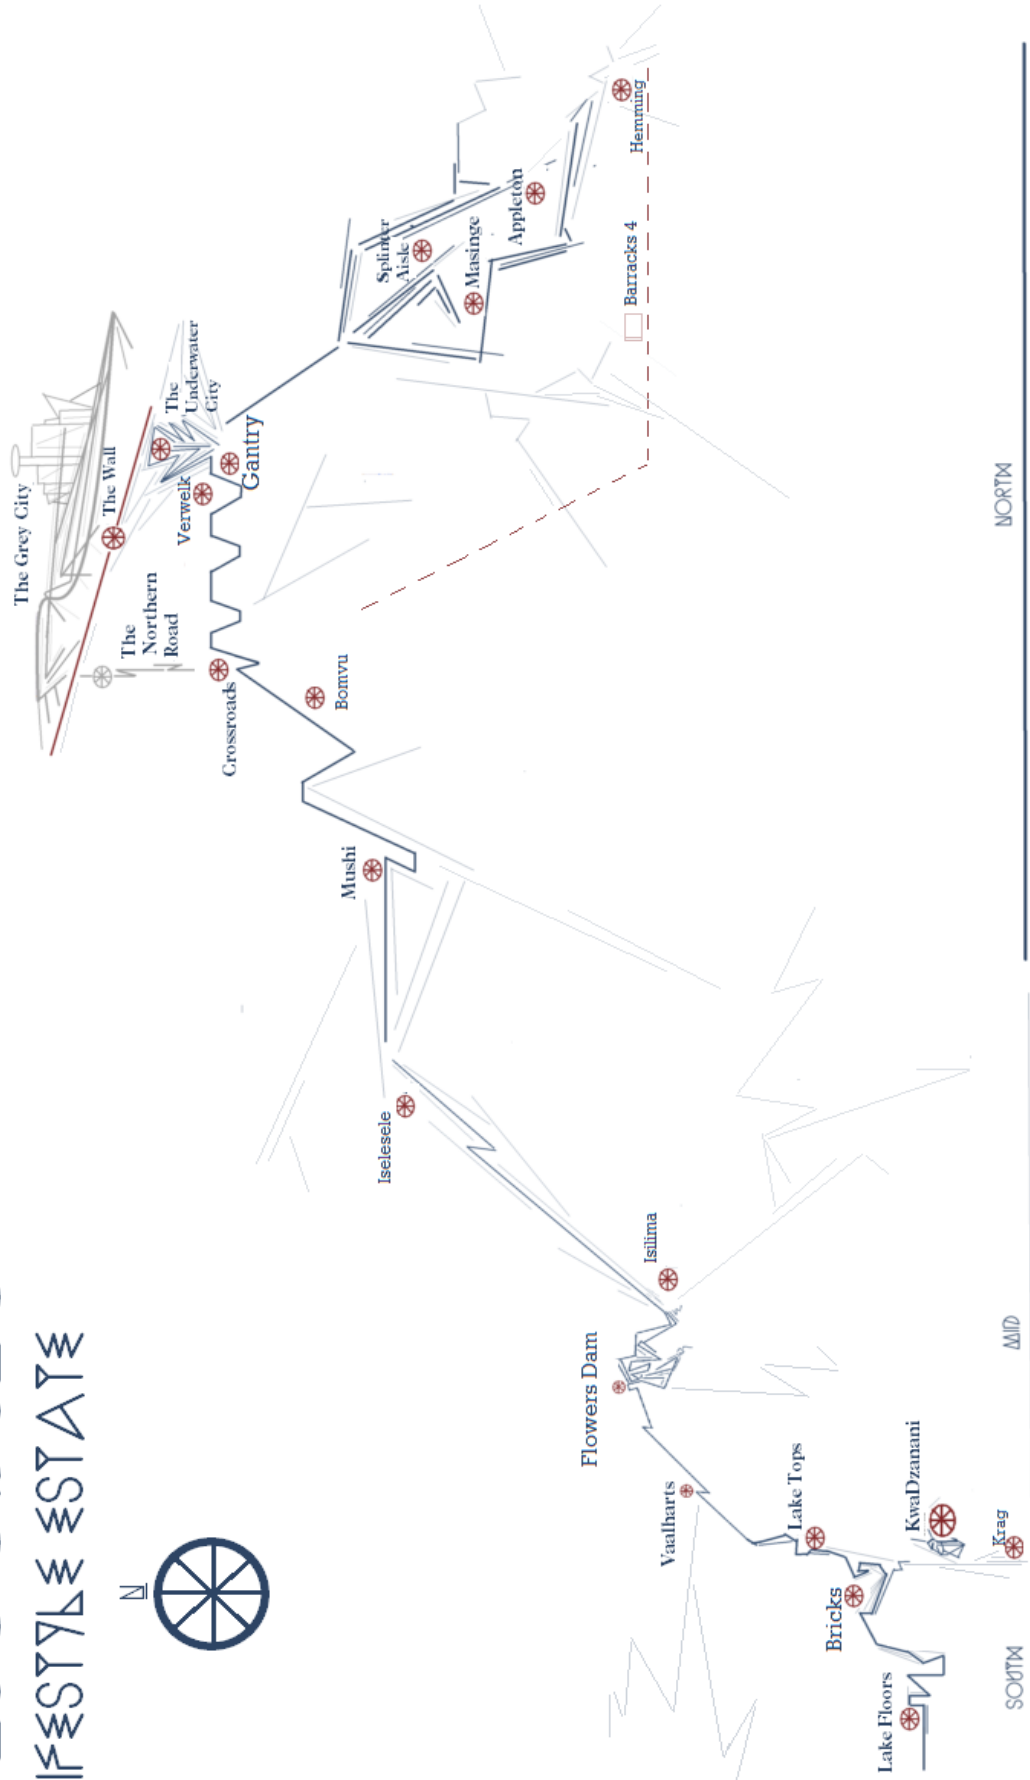 IFESTYLE ESTATE
N
The Grey City
The Wall
The
Northern
Road
The
Underwater
City
Verwelk
Gantry
Crossroads
Bomvu
Mushi
Splinter
Aisle
Masinge
Appleton
Hemming
Barracks 4
Iselesele
Isilima
Flowers Dam
Vaalharts
Lake Tops
Bricks
Lake Floors
KwaDzanani
Krag
SOUTH
MID
NORTH